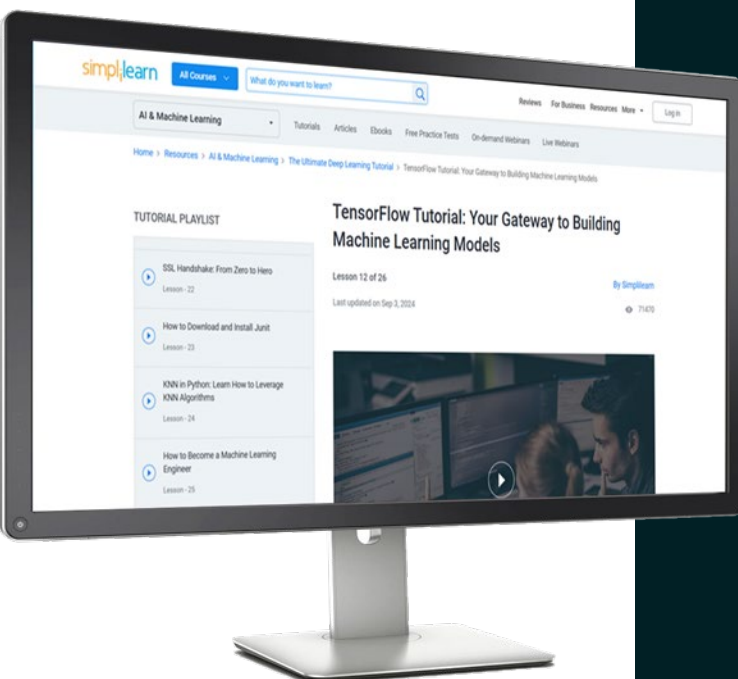 simplilearn
All Courses
What do you want to learn?
Reviews For Business Resources More
Log in
AI & Machine Learning
Tutorials Articles Ebooks Free Practice Tests On-demand Webinars Live Webinars
Home > Resources > AI & Machine Learning > The Ultimate Deep Learning Tutorial > TensorFlow Tutorial: Your Gateway to Building Machine Learning Models
TUTORIAL PLAYLIST
SSL Handshake: From Zero to Hero
Lesson - 22
How to Download and Install Junit
Lesson - 23
KNN in Python: Learn How to Leverage
KNN Algorithms
Lesson - 24
How to Become a Machine Learning
Engineer
Lesson - 25
TensorFlow Tutorial: Your Gateway to Building
Machine Learning Models
Lesson 12 of 26
By Simplilearn
Last updated on Sep 3, 2024
71470